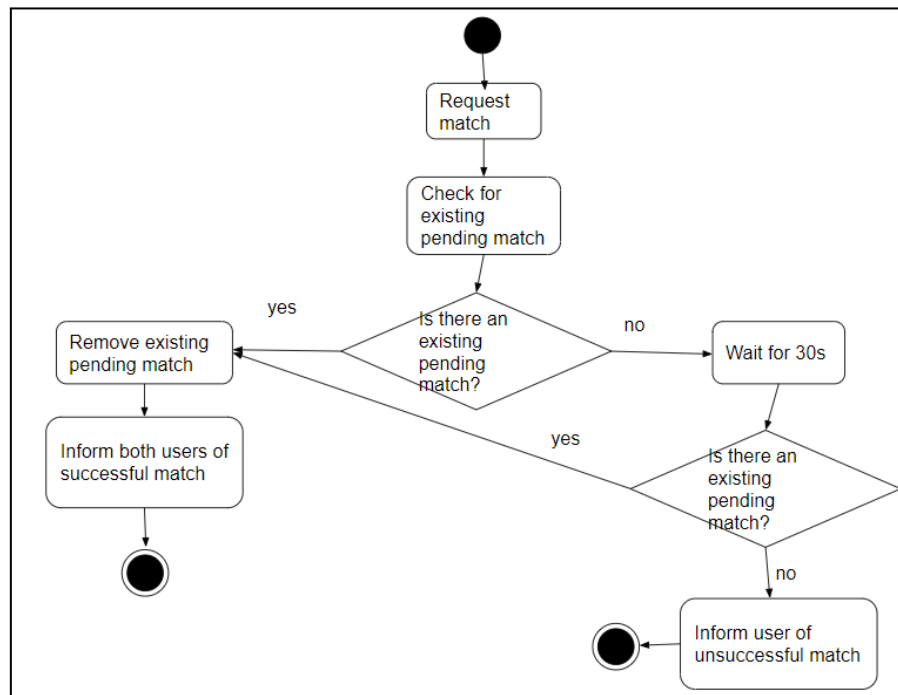 Request
match
Check for
existing
pending match
yes
Is there an
existing
pending
match?
no
Remove existing
pending match
Wait for 30s
Inform both users of
successful match
yes
Is there an
existing
pending
match?
no
Inform user of
unsuccessful match